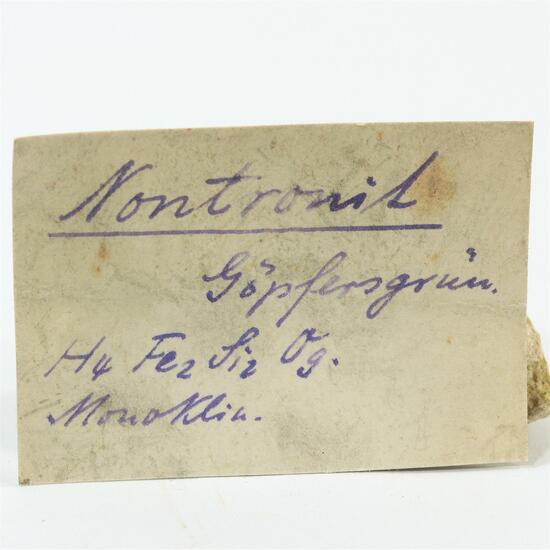 Nontronit
Göpfersgrün.
H₄ Fe₂ Si₂ O₉.
Monoklin.